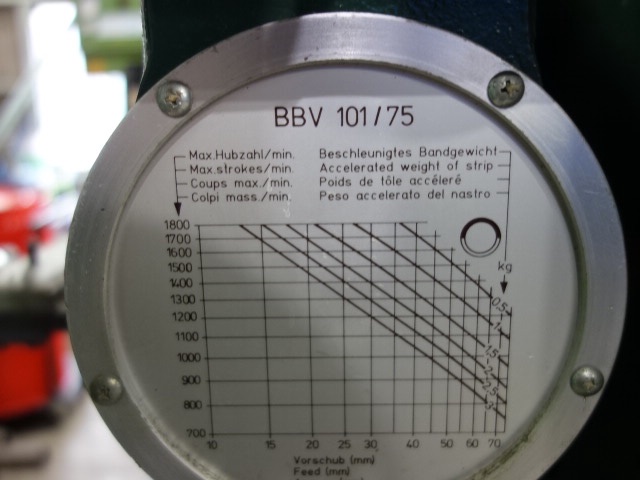 BBV 101/75
Max.Hubzahl/min. Beschleunigtes Bandgewicht
Max.strokes/min. Accelerated weight of strip
Coups max./min. Poids de tôle accéleré
Colpi mass./min. Peso accelerato del nastro
1800
1700
1600
1500
1400
1300
1200
1100
1000
900
800
700
kg
0,5
1
1,5
2
2,5
3
10 15 20 25 30 40 50 60 70
Vorschub (mm)
Feed (mm)